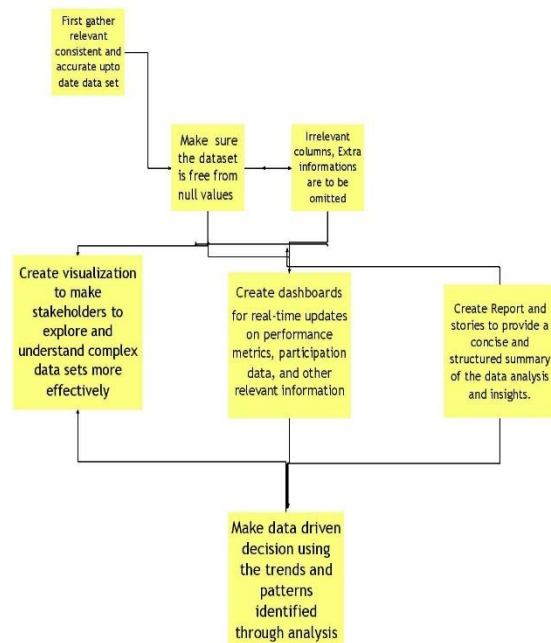 First gather
relevant
consistent and
accurate upto
date data set
Make sure
the dataset
is free from
null values
Irrelevant
columns, Extra
informations
are to be
omitted
Create visualization
to make
stakeholders to
explore and
understand complex
data sets more
effectively
Create dashboards
for real-time updates
on performance
metrics, participation
data, and other
relevant information
Create Report and
stories to provide a
concise and
structured summary
of the data analysis
and insights.
Make data driven
decision using
the trends and
patterns
identified
through analysis